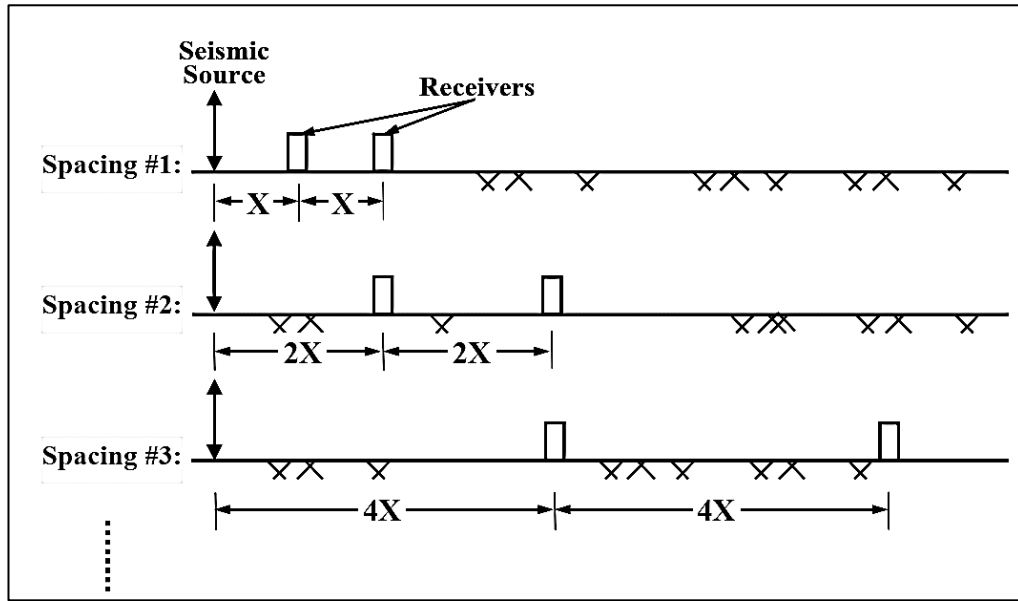 Seismic
Source
Receivers
Spacing #1:
X X
Spacing #2:
2X 2X
Spacing #3:
4X 4X